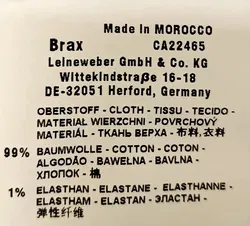 Made in MOROCCO
Brax CA22465
Leineweber GmbH & Co. KG
Wittekindstraße 16-18
DE-32051 Herford, Germany
OBERSTOFF - CLOTH - TISSU - TECIDO -
MATERIAŁ WIERZCHNI - POVRCHOVÝ
MATERIÁL - ТКАНЬ ВЕРХА - 布料,衣料
99% BAUMWOLLE - COTTON - COTON -
ALGODÃO - BAWEŁNA - BAVLNA -
ХЛОПОК - 棉
1% ELASTHAN - ELASTANE - ELASTHANNE -
ELASTHAM - ELASTAN - ЭЛАСТАН -
弹性纤维